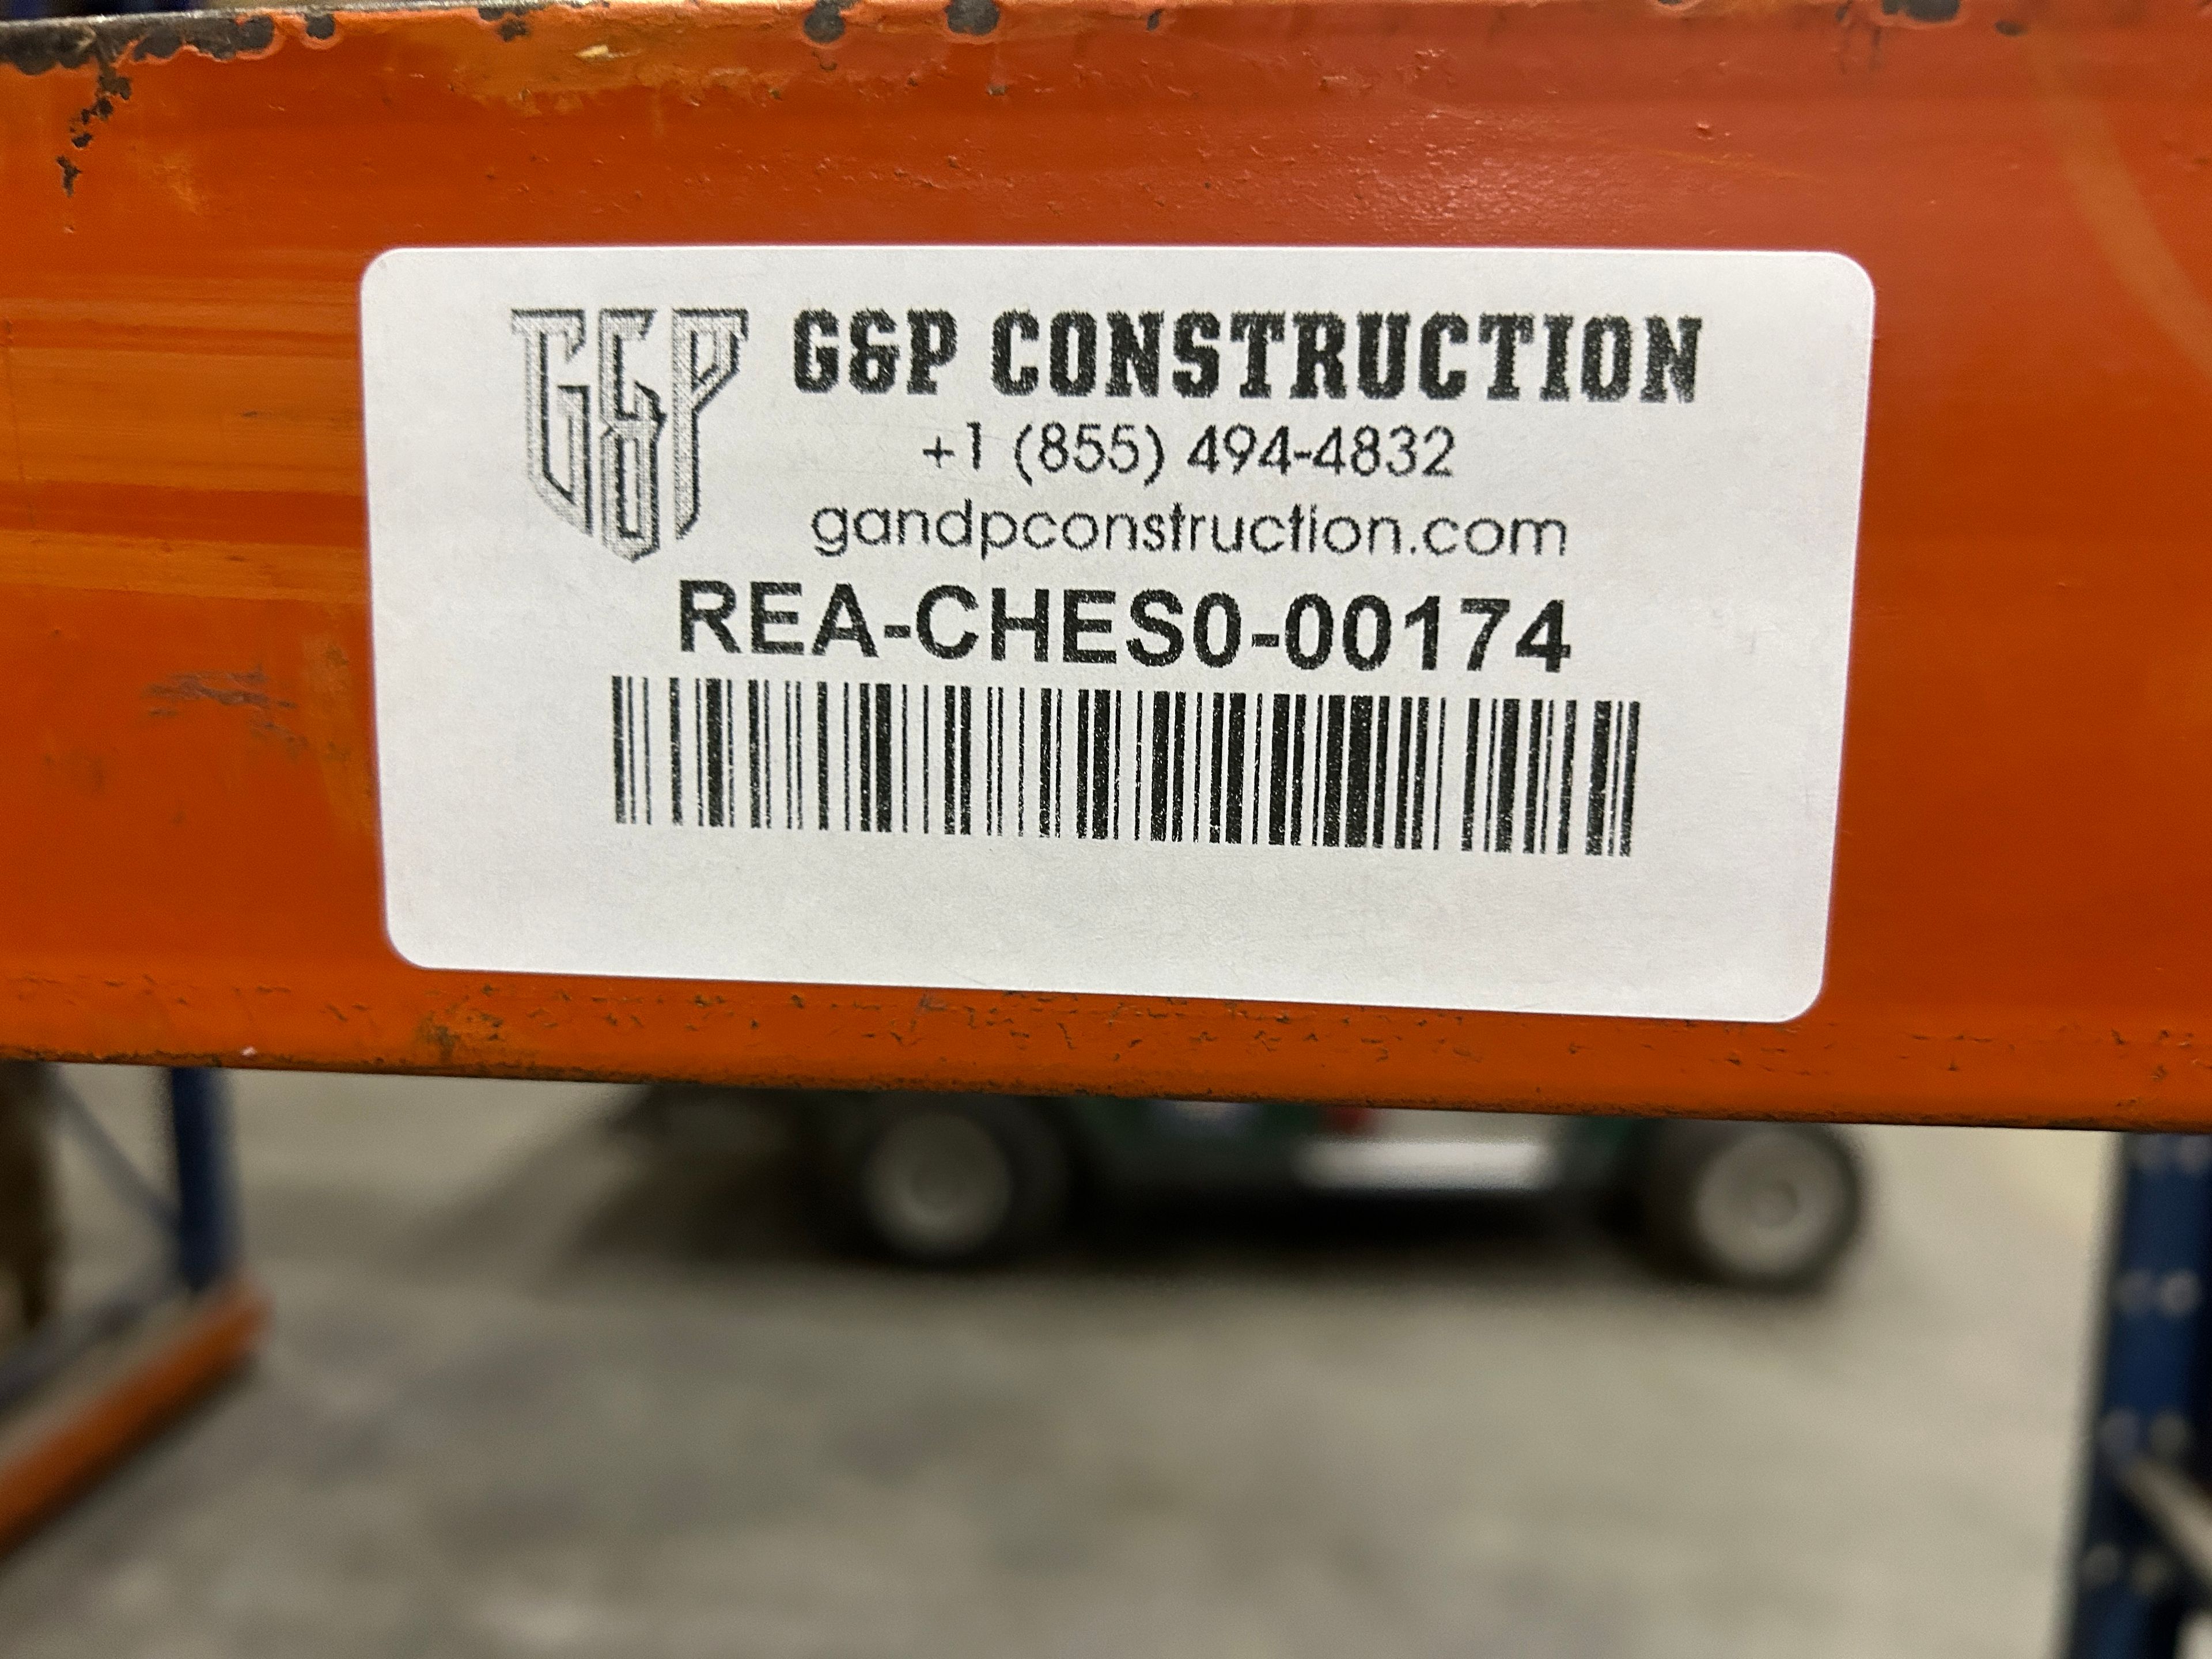 G&P G&P CONSTRUCTION
+1 (855) 494-4832
gandpconstruction.com
REA-CHES0-00174